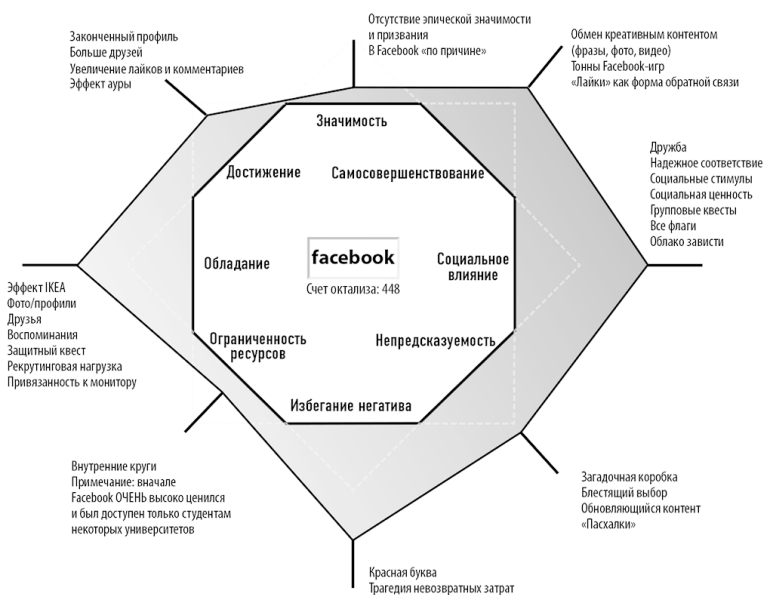 Отсутствие эпической значимости
и призвания
В Facebook «по причине»
Законченный профиль
Больше друзей
Увеличение лайков и комментариев
Эффект ауры
Обмен креативным контентом
(фразы, фото, видео)
Тонны Facebook-игр
«Лайки» как форма обратной связи
Значимость
Достижение
Самосовершенствование
Дружба
Надежное соответствие
Социальные стимулы
Социальная ценность
Групповые квесты
Все флаги
Облако зависти
Обладание
facebook
Счет октализа: 448
Социальное
влияние
Эффект IKEA
Фото/профили
Друзья
Воспоминания
Защитный квест
Рекрутинговая нагрузка
Привязанность к монитору
Ограниченность
ресурсов
Непредсказуемость
Избегание негатива
Внутренние круги
Примечание: вначале
Facebook ОЧЕНЬ высоко ценился
и был доступен только студентам
некоторых университетов
Загадочная коробка
Блестящий выбор
Обновляющийся контент
«Пасхалки»
Красная буква
Трагедия невозвратных затрат